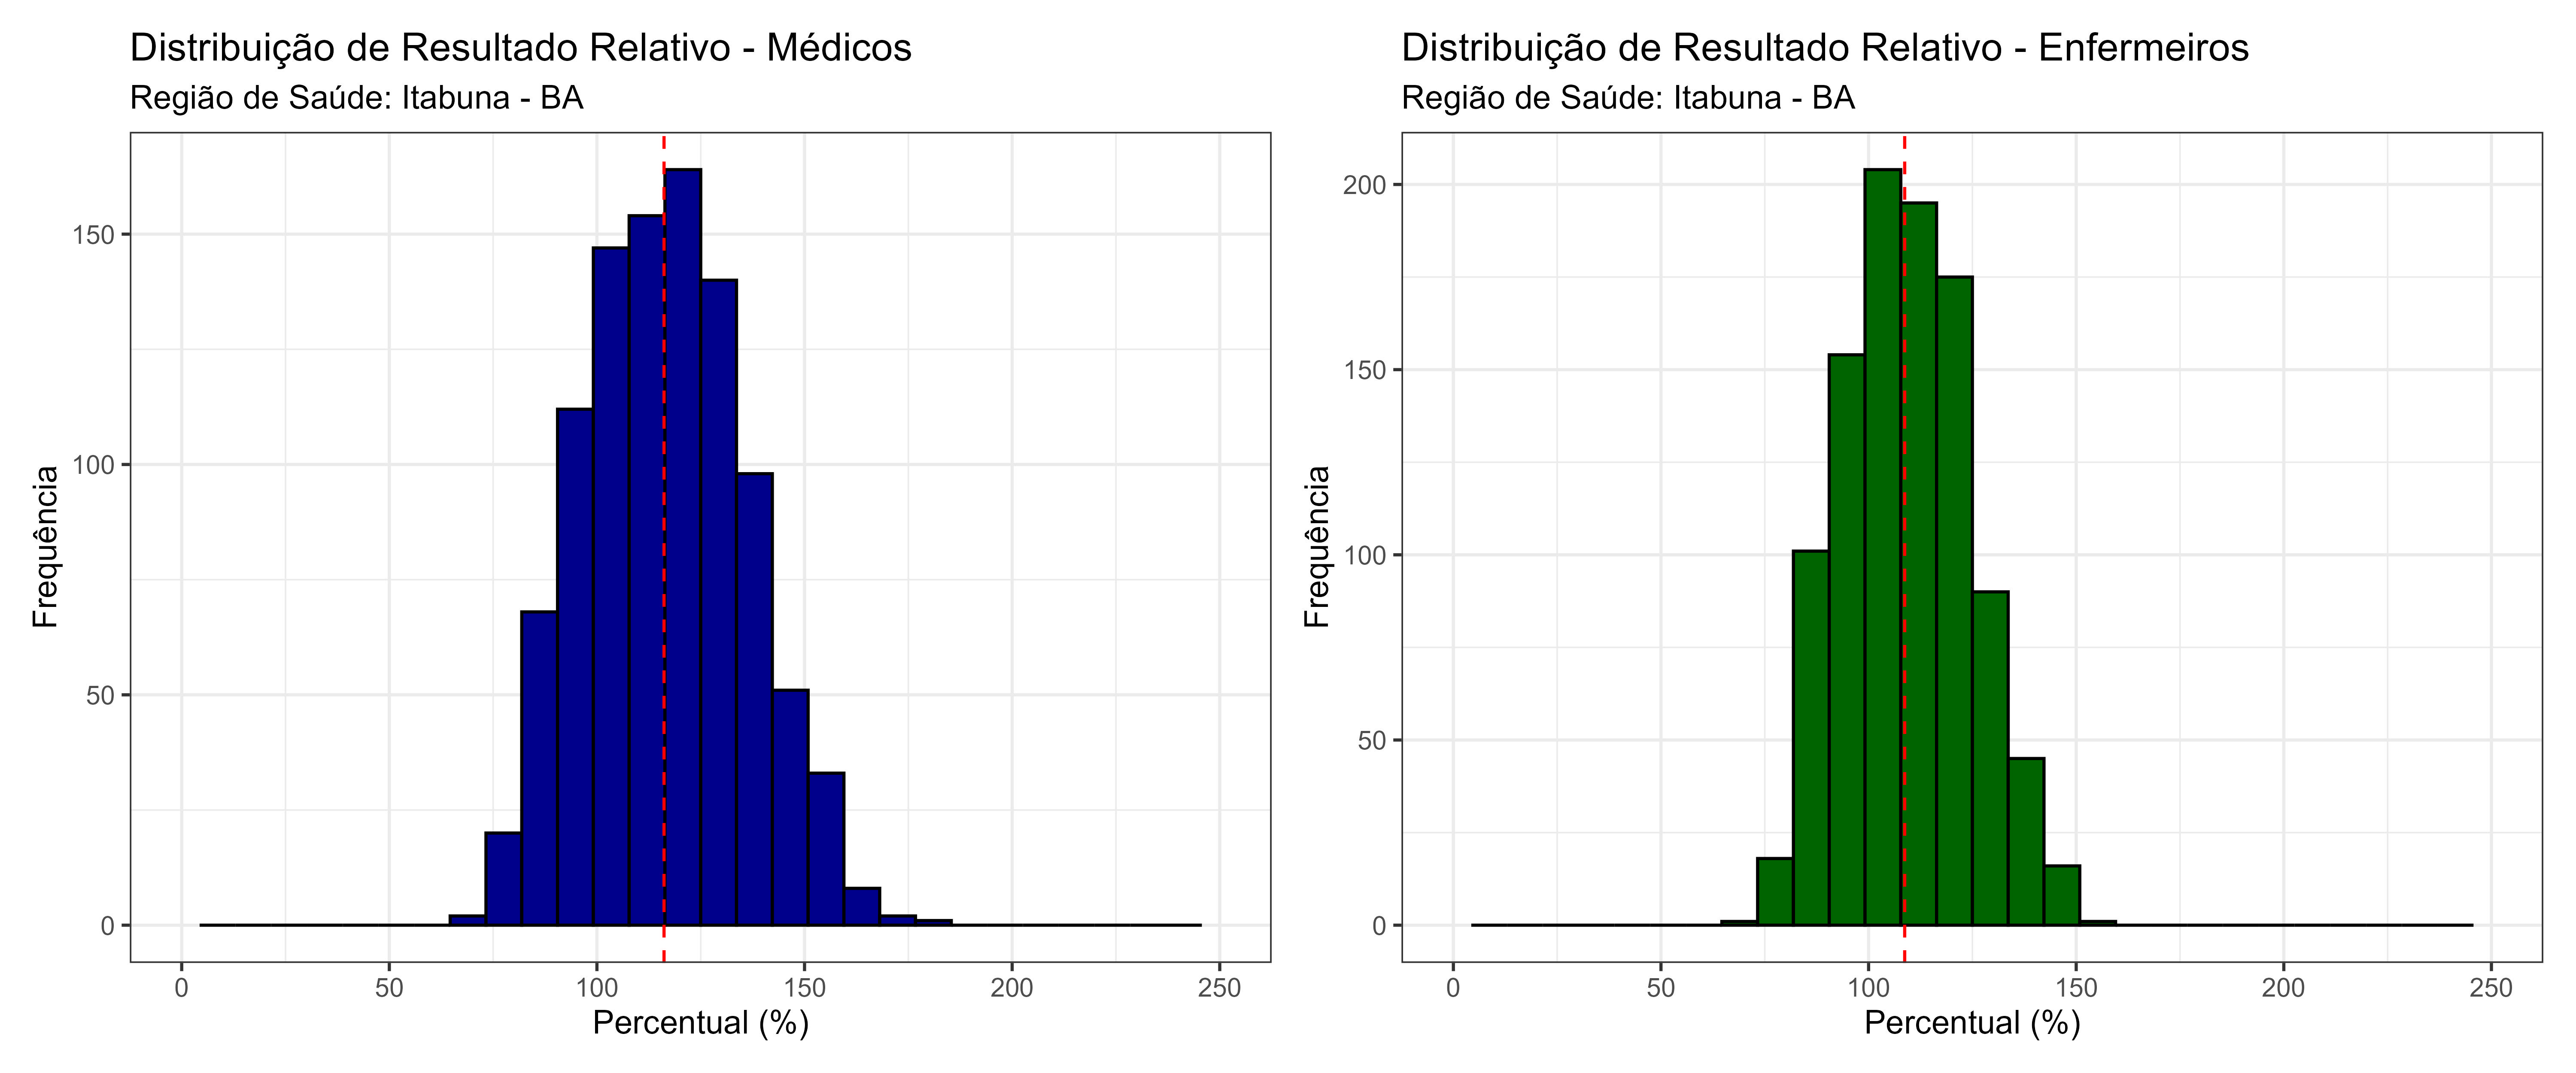 Distribuição de Resultado Relativo - Médicos
Região de Saúde: Itabuna - BA
Frequência
150
100
50
0
0 50 100 150 200 250
Percentual (%)
Distribuição de Resultado Relativo - Enfermeiros
Região de Saúde: Itabuna - BA
Frequência
200
150
100
50
0
0 50 100 150 200 250
Percentual (%)